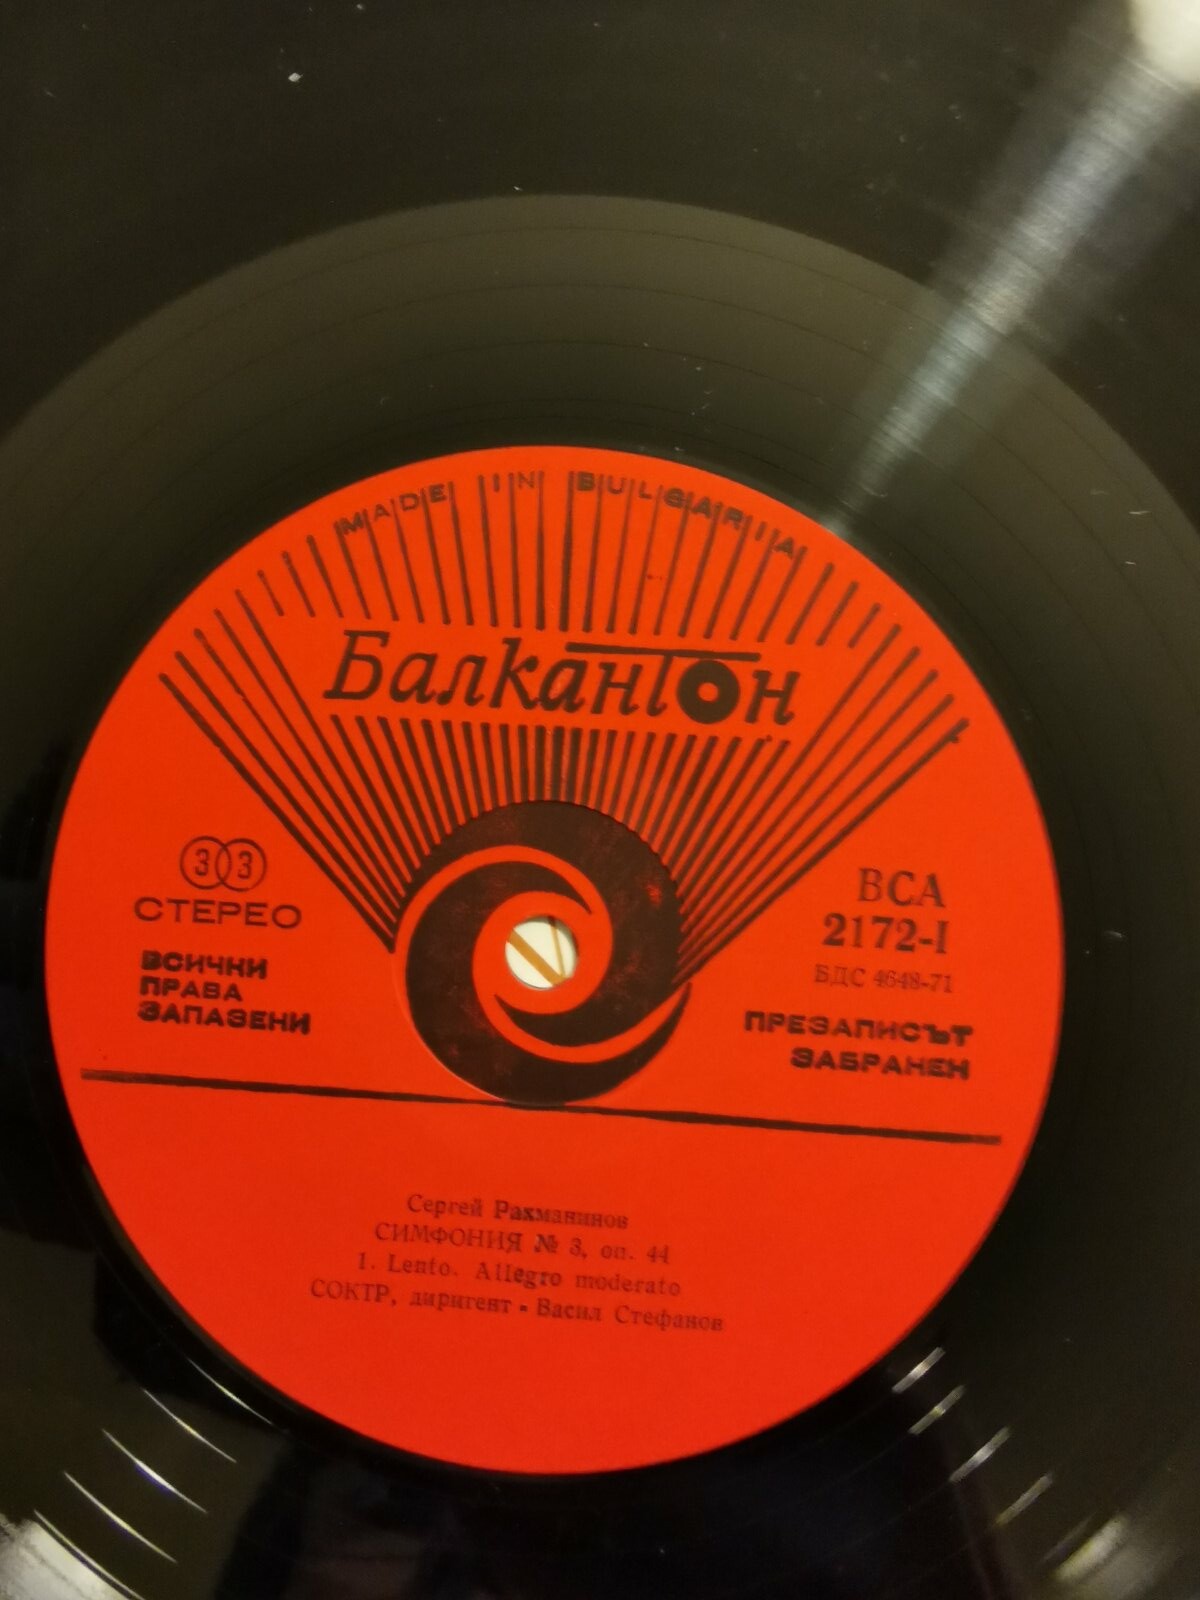 MADE IN BULGARIA
Балкантон
33
СТЕРЕО
ВСИЧКИ
ПРАВА
ЗАПАЗЕНИ
ВСА
2172-I
БДС 4648-71
ПРЕЗАПИСЪТ
ЗАБРАНЕН
Сергей Рахманинов
СИМФОНИЯ № 3, оп. 44
1. Lento. Allegro moderato
СОКТР, диригент - Васил Стефанов